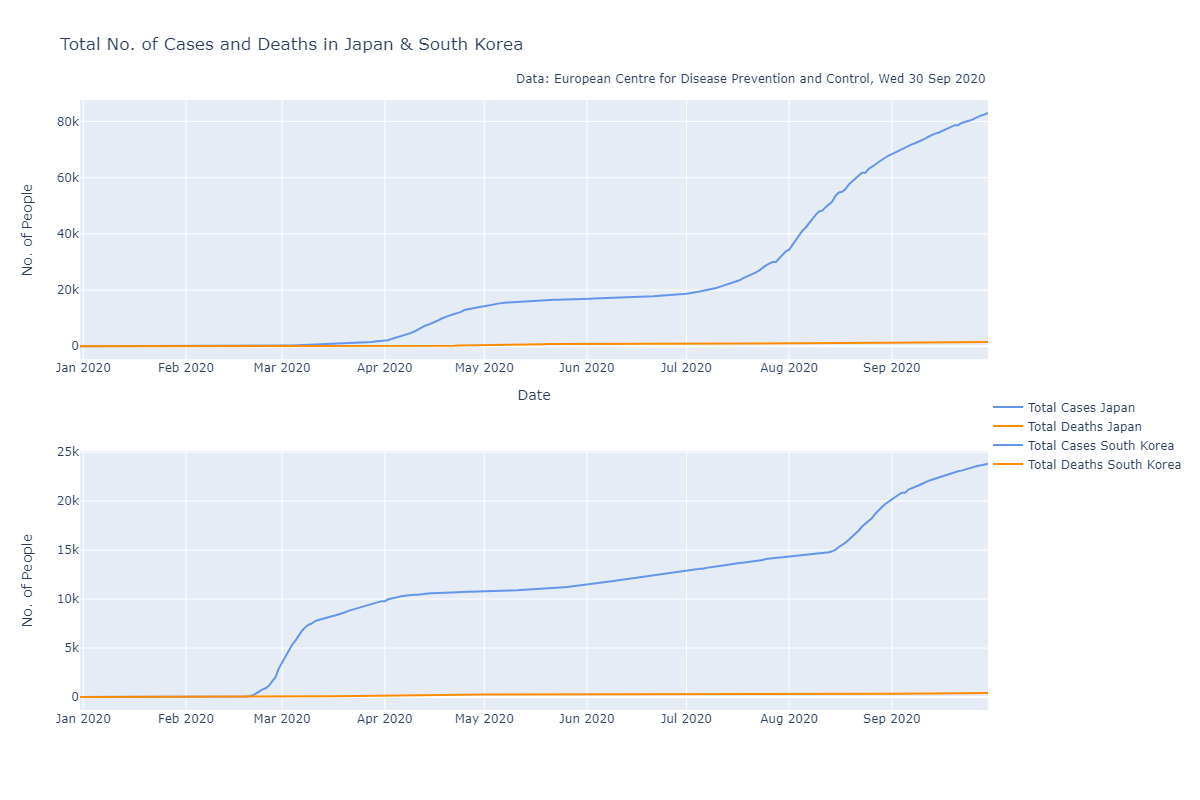 Total No. of Cases and Deaths in Japan & South Korea
Data: European Centre for Disease Prevention and Control, Wed 30 Sep 2020
80k
60k
40k
20k
0
No. of People
Jan 2020 Feb 2020 Mar 2020 Apr 2020 May 2020 Jun 2020 Jul 2020 Aug 2020 Sep 2020
Date
Total Cases Japan
Total Deaths Japan
Total Cases South Korea
Total Deaths South Korea
25k
20k
15k
10k
5k
0
No. of People
Jan 2020 Feb 2020 Mar 2020 Apr 2020 May 2020 Jun 2020 Jul 2020 Aug 2020 Sep 2020